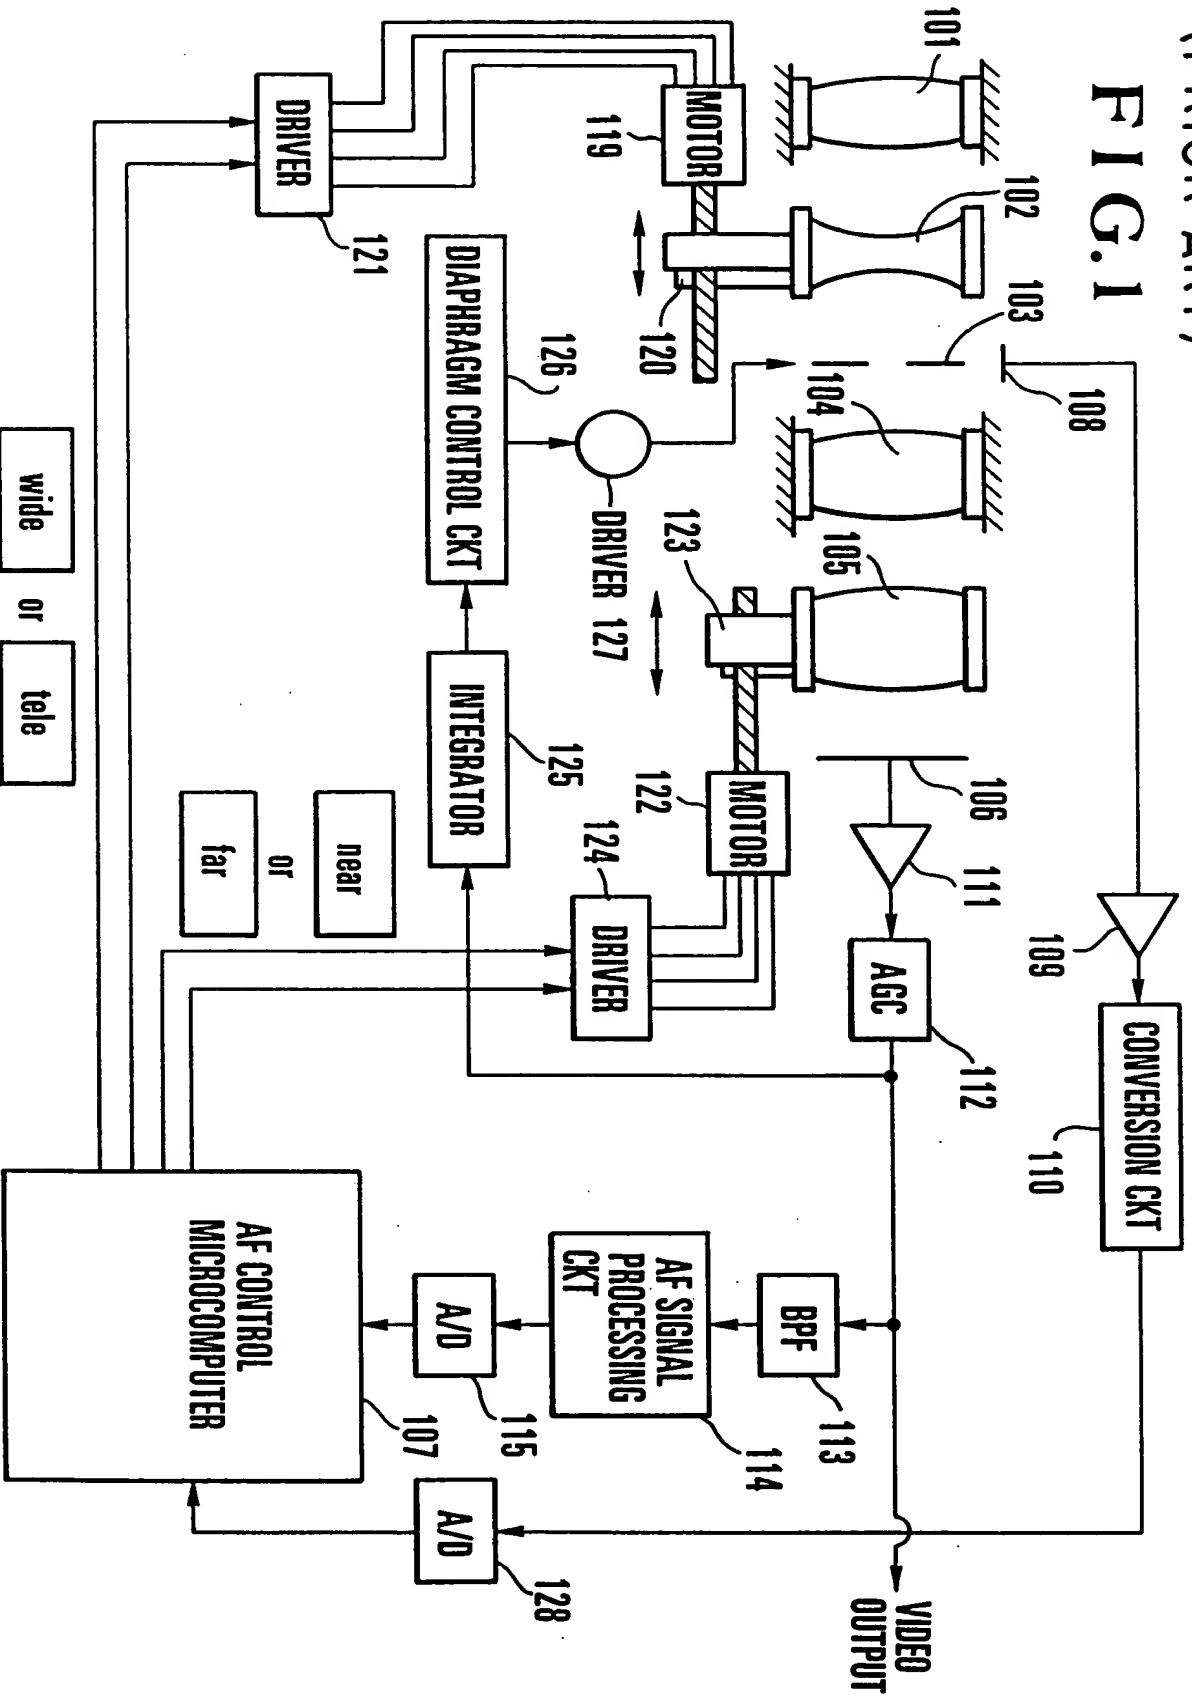 (PRIOR ART)
FIG.1
101
102
103
108
104
105
106
111
109
CONVERSION CKT
110
AGC
112
MOTOR
119
120
123
MOTOR
122
DRIVER
121
DRIVER 127
DIAPHRAGM CONTROL CKT
126
INTEGRATOR
125
DRIVER
124
BPF
113
AF SIGNAL
PROCESSING
CKT
114
A/D
115
A/D
128
AF CONTROL
MICROCOMPUTER
107
VIDEO
OUTPUT
near
or
far
wide
or
tele